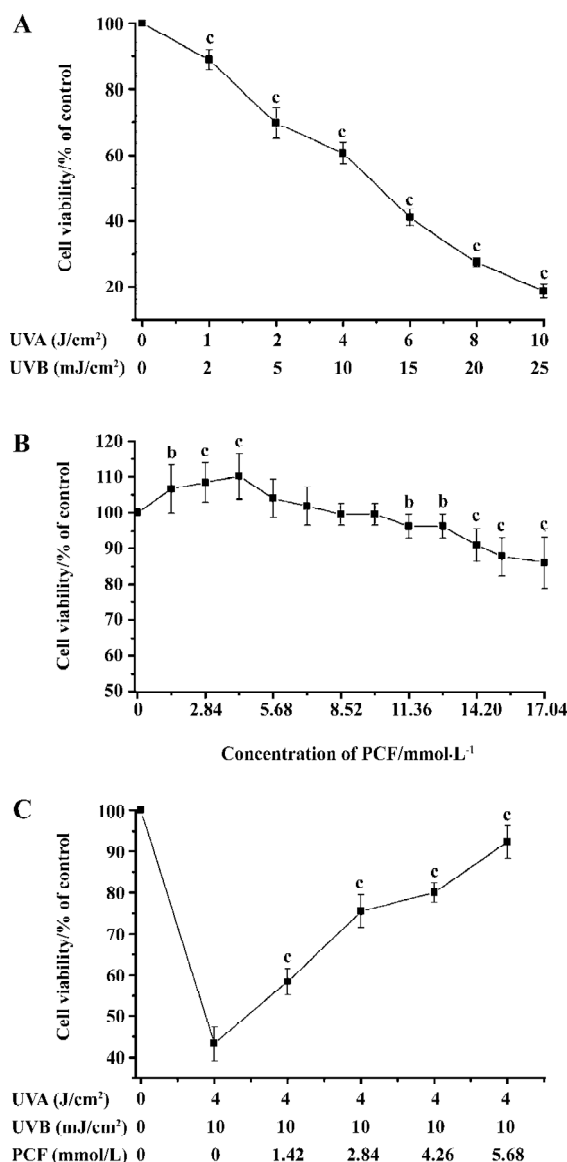 A
Cell viability/% of control
100
c
c
80
c
c
60
c
40
c
c
20
UVA (J/cm²) 0 1 2 4 6 8 10
UVB (mJ/cm²) 0 2 5 10 15 20 25
B
Cell viability/% of control
120
110
100
90
80
70
60
50
b c c b b c c c
0 2.84 5.68 8.52 11.36 14.20 17.04
Concentration of PCF/mmol·L⁻¹
C
Cell viability/% of control
100
c
90
c
80
c
70
c
60
50
40
UVA (J/cm²) 0 4 4 4 4 4
UVB (mJ/cm²) 0 10 10 10 10 10
PCF (mmol/L) 0 0 1.42 2.84 4.26 5.68